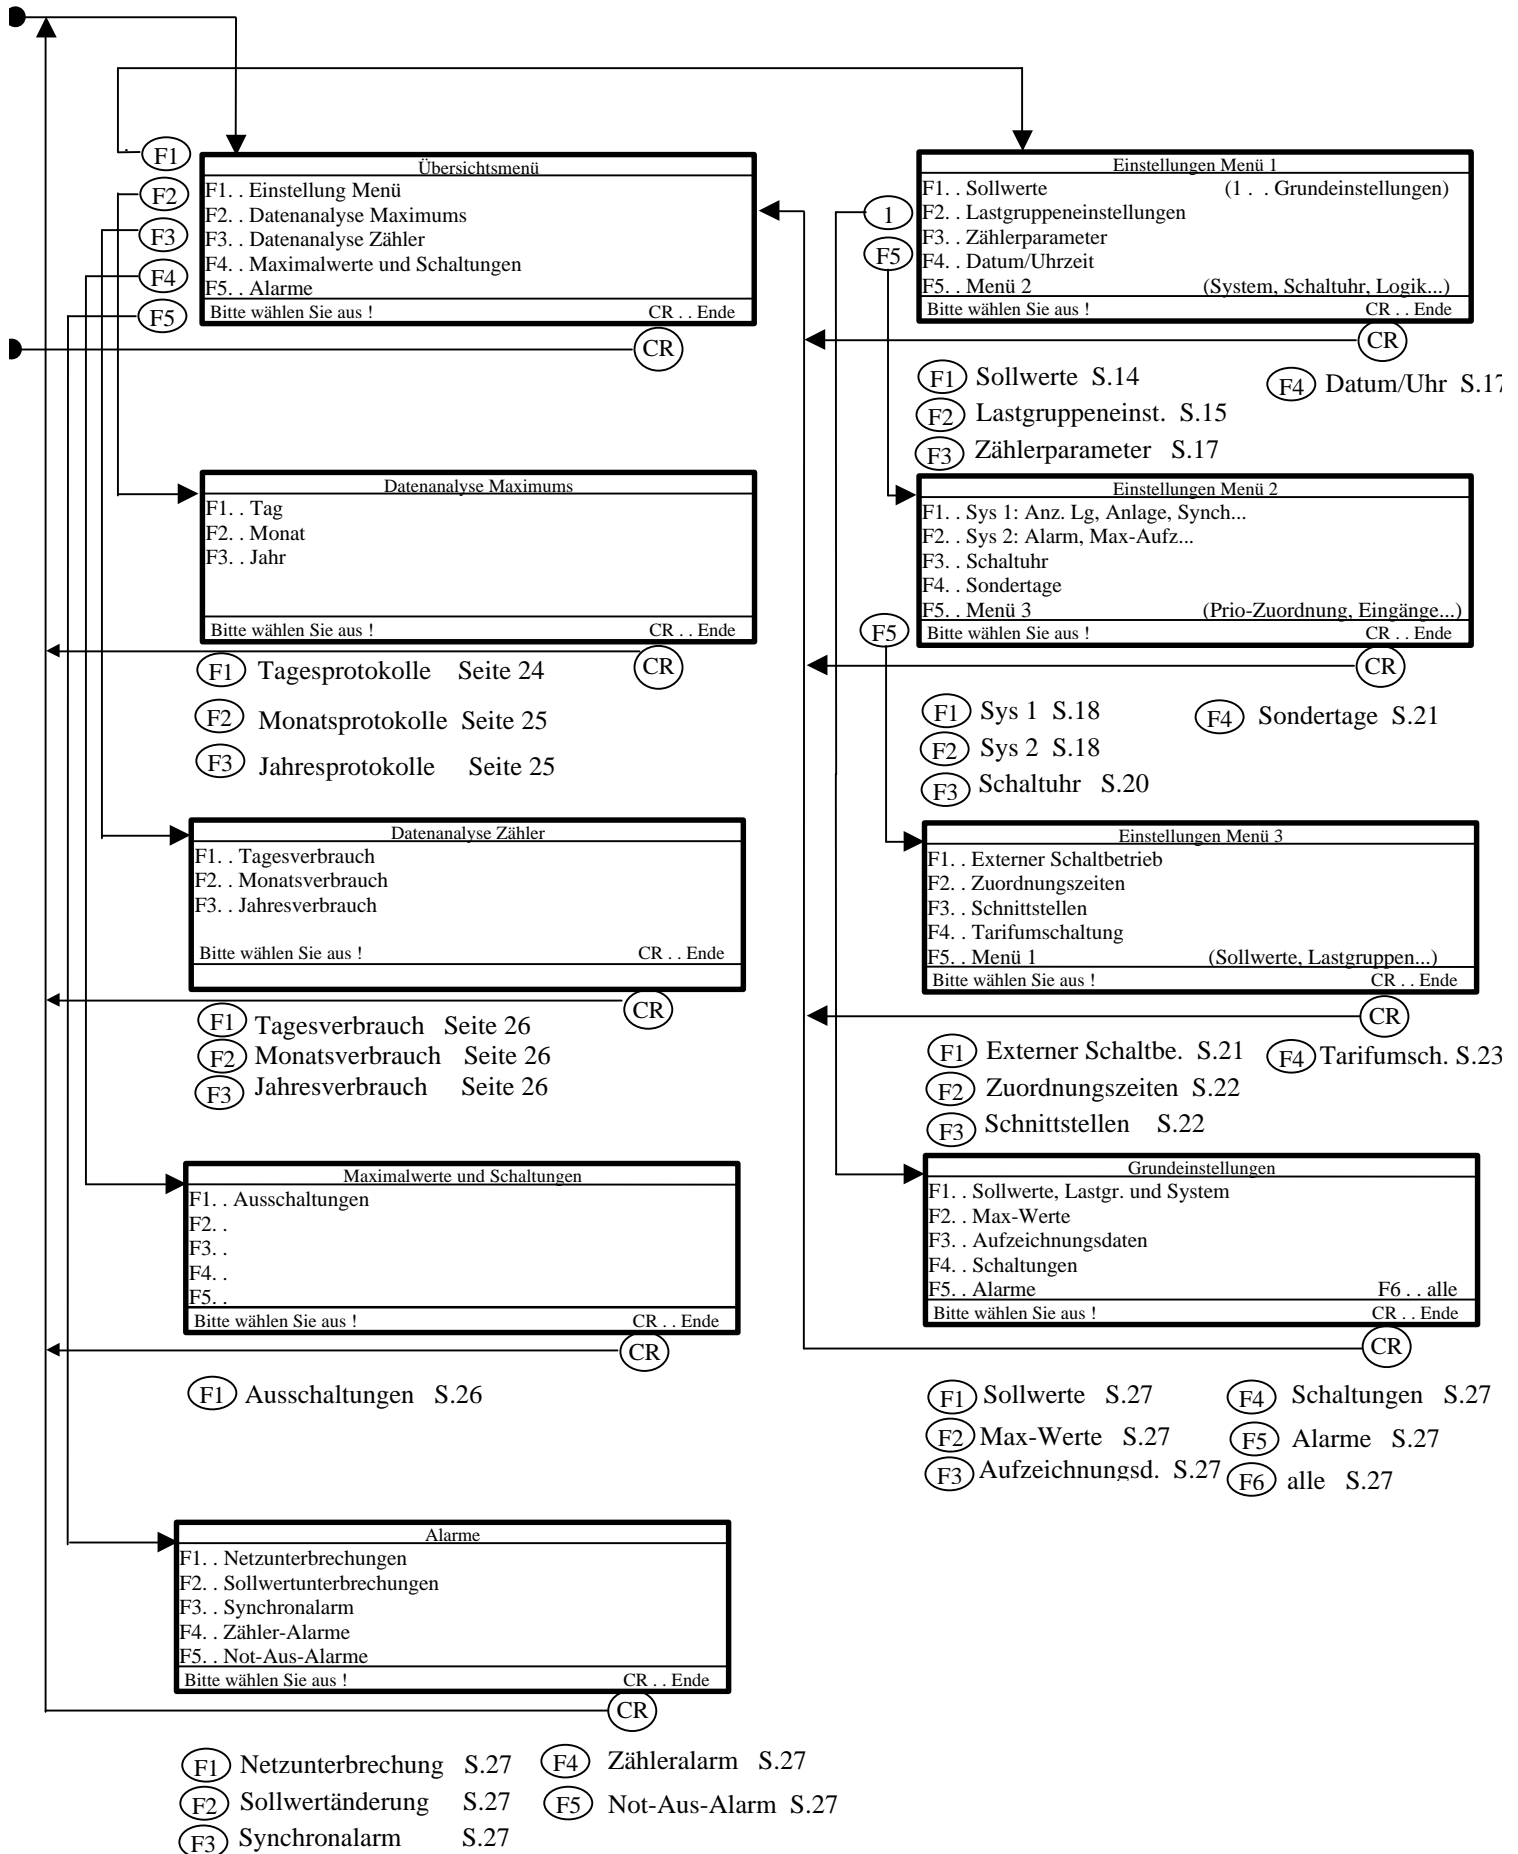 F1
Übersichtsmenü
F1. . Einstellung Menü
F2
F2. . Datenanalyse Maximums
F3
F3. . Datenanalyse Zähler
F4
F4. . Maximalwerte und Schaltungen
F5. . Alarme
F5
Bitte wählen Sie aus ! CR . . Ende
CR
Datenanalyse Maximums
F1. . Tag
F2. . Monat
F3. . Jahr
Bitte wählen Sie aus ! CR . . Ende
CR
F1 Tagesprotokolle Seite 24
F2 Monatsprotokolle Seite 25
F3 Jahresprotokolle Seite 25
Datenanalyse Zähler
F1. . Tagesverbrauch
F2. . Monatsverbrauch
F3. . Jahresverbrauch
Bitte wählen Sie aus ! CR . . Ende
CR
F1 Tagesverbrauch Seite 26
F2 Monatsverbrauch Seite 26
F3 Jahresverbrauch Seite 26
Maximalwerte und Schaltungen
F1. . Ausschaltungen
F2. .
F3. .
F4. .
F5. .
Bitte wählen Sie aus ! CR . . Ende
CR
F1 Ausschaltungen S.26
Alarme
F1. . Netzunterbrechungen
F2. . Sollwertunterbrechungen
F3. . Synchronalarm
F4. . Zähler-Alarme
F5. . Not-Aus-Alarme
Bitte wählen Sie aus ! CR . . Ende
CR
F1 Netzunterbrechung S.27 F4 Zähleralarm S.27
F2 Sollwertänderung S.27 F5 Not-Aus-Alarm S.27
F3 Synchronalarm S.27
Einstellungen Menü 1
F1. . Sollwerte (1 . . Grundeinstellungen)
1
F2. . Lastgruppeneinstellungen
F3. . Zählerparameter
F5
F4. . Datum/Uhrzeit
F5. . Menü 2 (System, Schaltuhr, Logik...)
Bitte wählen Sie aus ! CR . . Ende
CR
F1 Sollwerte S.14 F4 Datum/Uhr S.17
F2 Lastgruppeneinst. S.15
F3 Zählerparameter S.17
Einstellungen Menü 2
F1. . Sys 1: Anz. Lg, Anlage, Synch...
F2. . Sys 2: Alarm, Max-Aufz...
F3. . Schaltuhr
F4. . Sondertage
F5. . Menü 3 (Prio-Zuordnung, Eingänge...)
F5
Bitte wählen Sie aus ! CR . . Ende
CR
F1 Sys 1 S.18 F4 Sondertage S.21
F2 Sys 2 S.18
F3 Schaltuhr S.20
Einstellungen Menü 3
F1. . Externer Schaltbetrieb
F2. . Zuordnungszeiten
F3. . Schnittstellen
F4. . Tarifumschaltung
F5. . Menü 1 (Sollwerte, Lastgruppen...)
Bitte wählen Sie aus ! CR . . Ende
CR
F1 Externer Schaltbe. S.21 F4 Tarifumsch. S.23
F2 Zuordnungszeiten S.22
F3 Schnittstellen S.22
Grundeinstellungen
F1. . Sollwerte, Lastgr. und System
F2. . Max-Werte
F3. . Aufzeichnungsdaten
F4. . Schaltungen
F5. . Alarme F6 . . alle
Bitte wählen Sie aus ! CR . . Ende
CR
F1 Sollwerte S.27 F4 Schaltungen S.27
F2 Max-Werte S.27 F5 Alarme S.27
F3 Aufzeichnungsd. S.27 F6 alle S.27